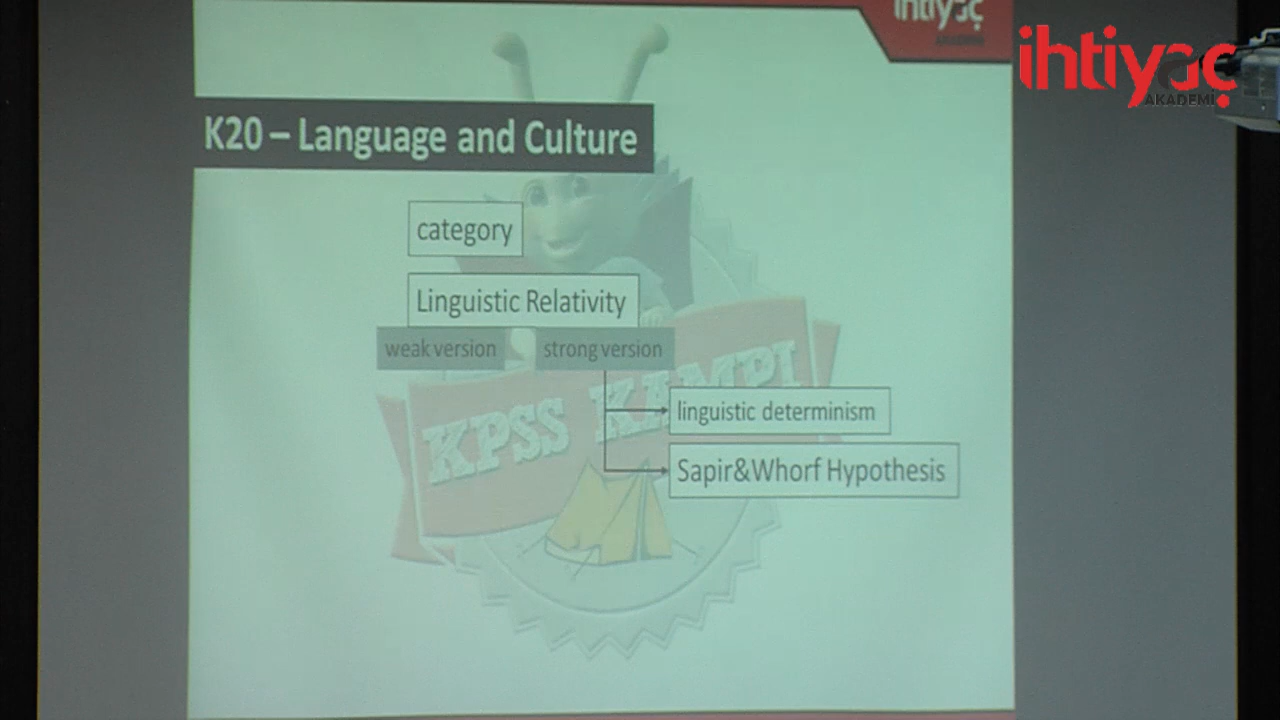 ihtiyaç
AKADEMİ
ihtiyaç
AKADEMİ
K20 – Language and Culture
category
Linguistic Relativity
weak version
strong version
linguistic determinism
Sapir&Whorf Hypothesis
KPSS KAMPI